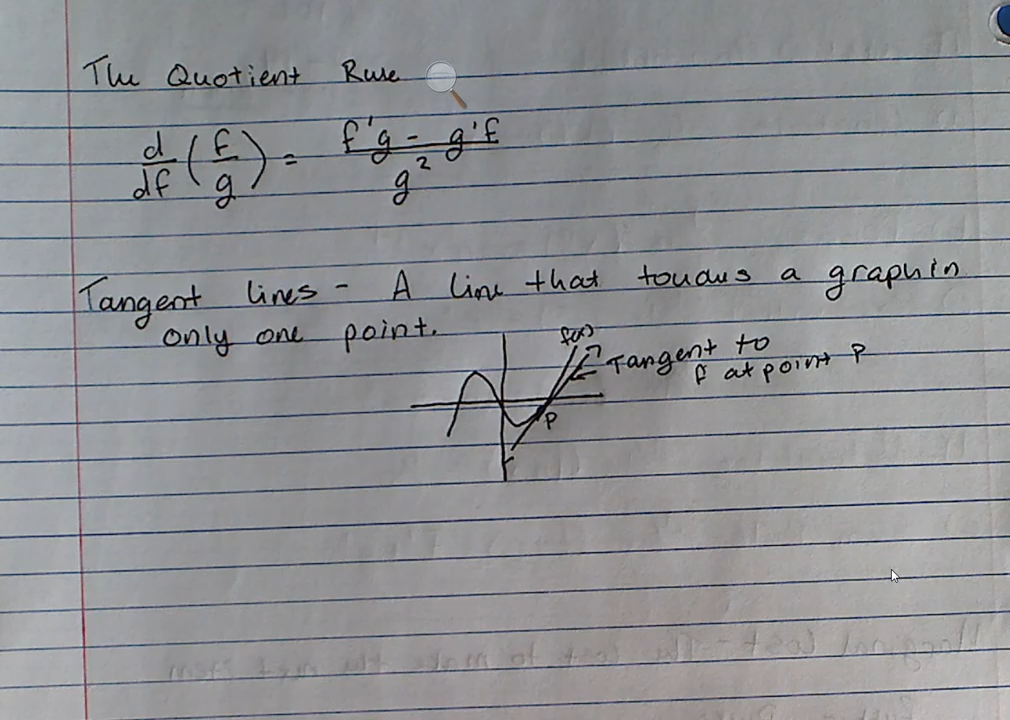 The Quotient Rule
d/df (f/g) = f'g - g'f / g²
Tangent lines - A line that touches a graph in
only one point.
f(x)
Tangent to
f at point P
P